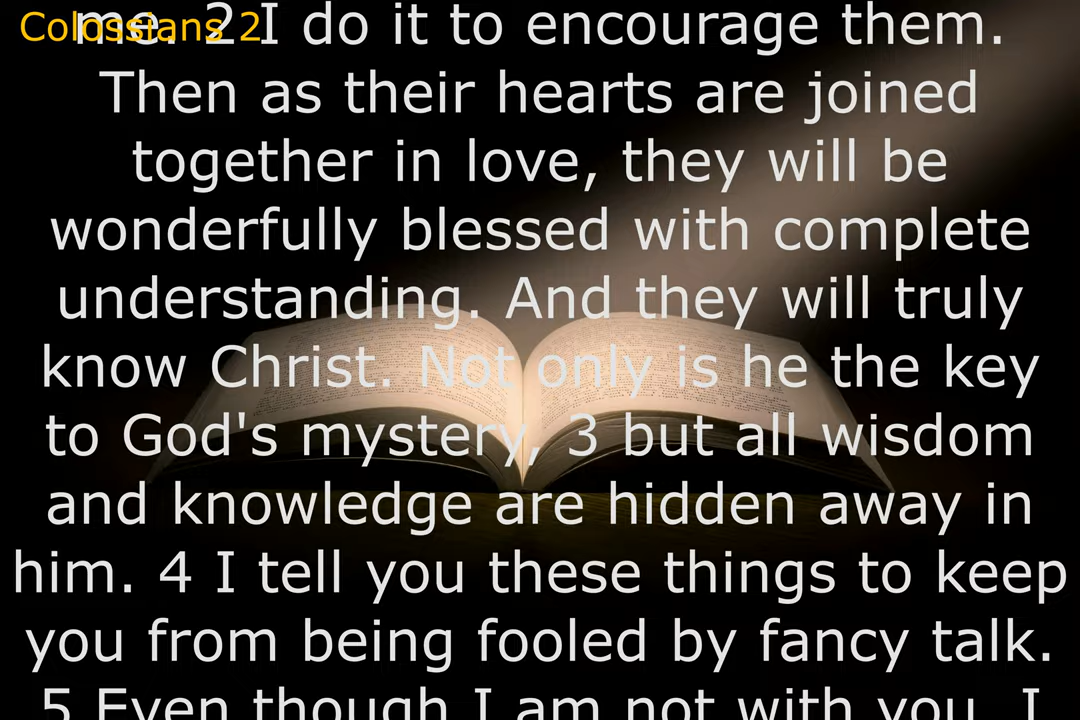 Colossians 2
me. 2 I do it to encourage them.
Then as their hearts are joined
together in love, they will be
wonderfully blessed with complete
understanding. And they will truly
know Christ. Not only is he the key
to God's mystery, 3 but all wisdom
and knowledge are hidden away in
him. 4 I tell you these things to keep
you from being fooled by fancy talk.
5 Even though I am not with you, I